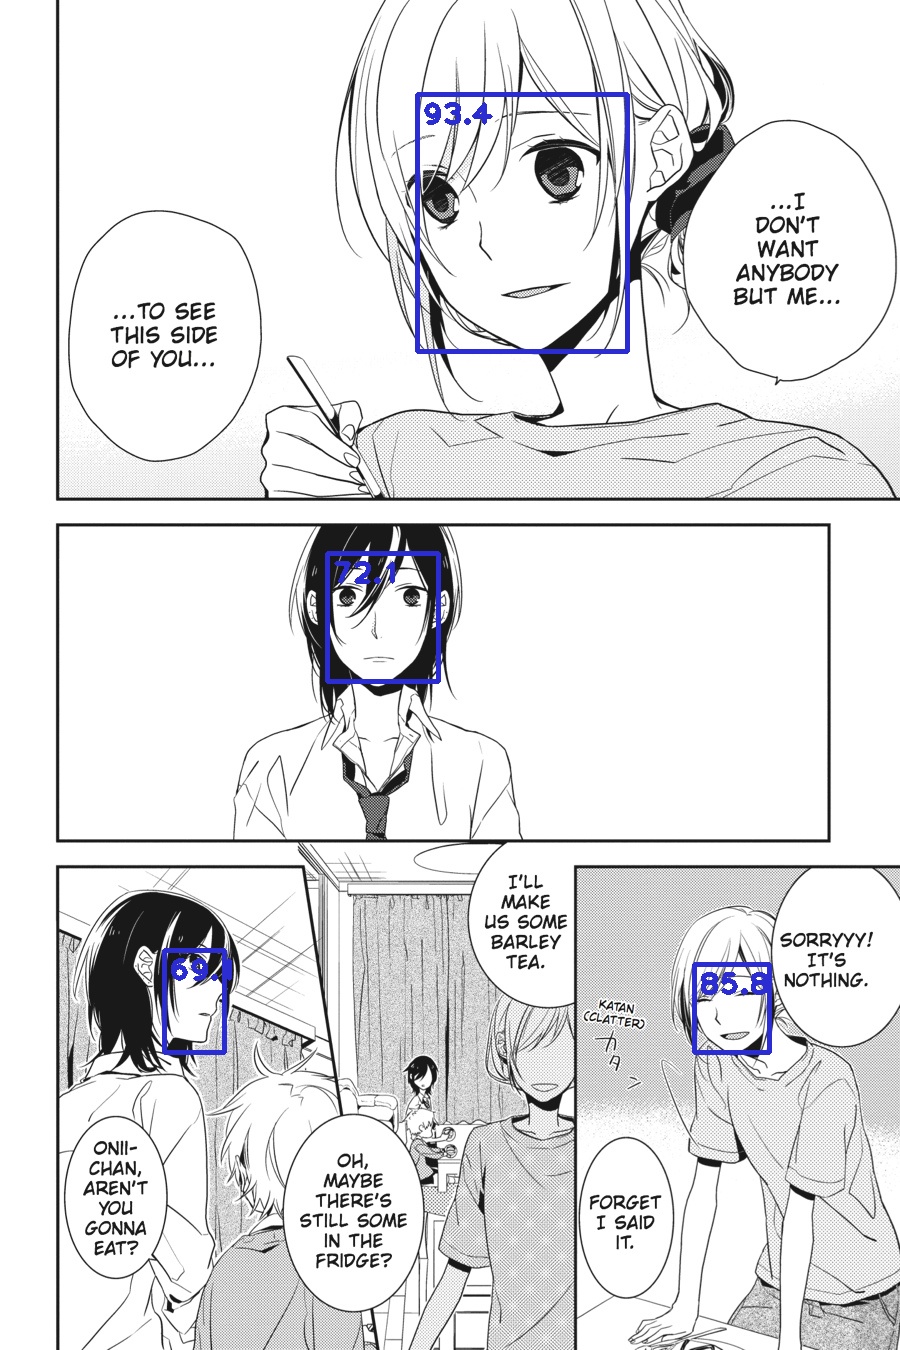 93.4
...I
DON'T
WANT
ANYBODY
BUT ME...
...TO SEE
THIS SIDE
OF YOU...
72.1
85.8
SORRYYY!
IT'S
NOTHING.
KATAN
(CLATTER)
カタン
FORGET
I SAID
IT.
I'LL
MAKE
US SOME
BARLEY
TEA.
OH,
MAYBE
THERE'S
STILL SOME
IN THE
FRIDGE?
69.
ONII-
CHAN,
AREN'T
YOU
GONNA
EAT?